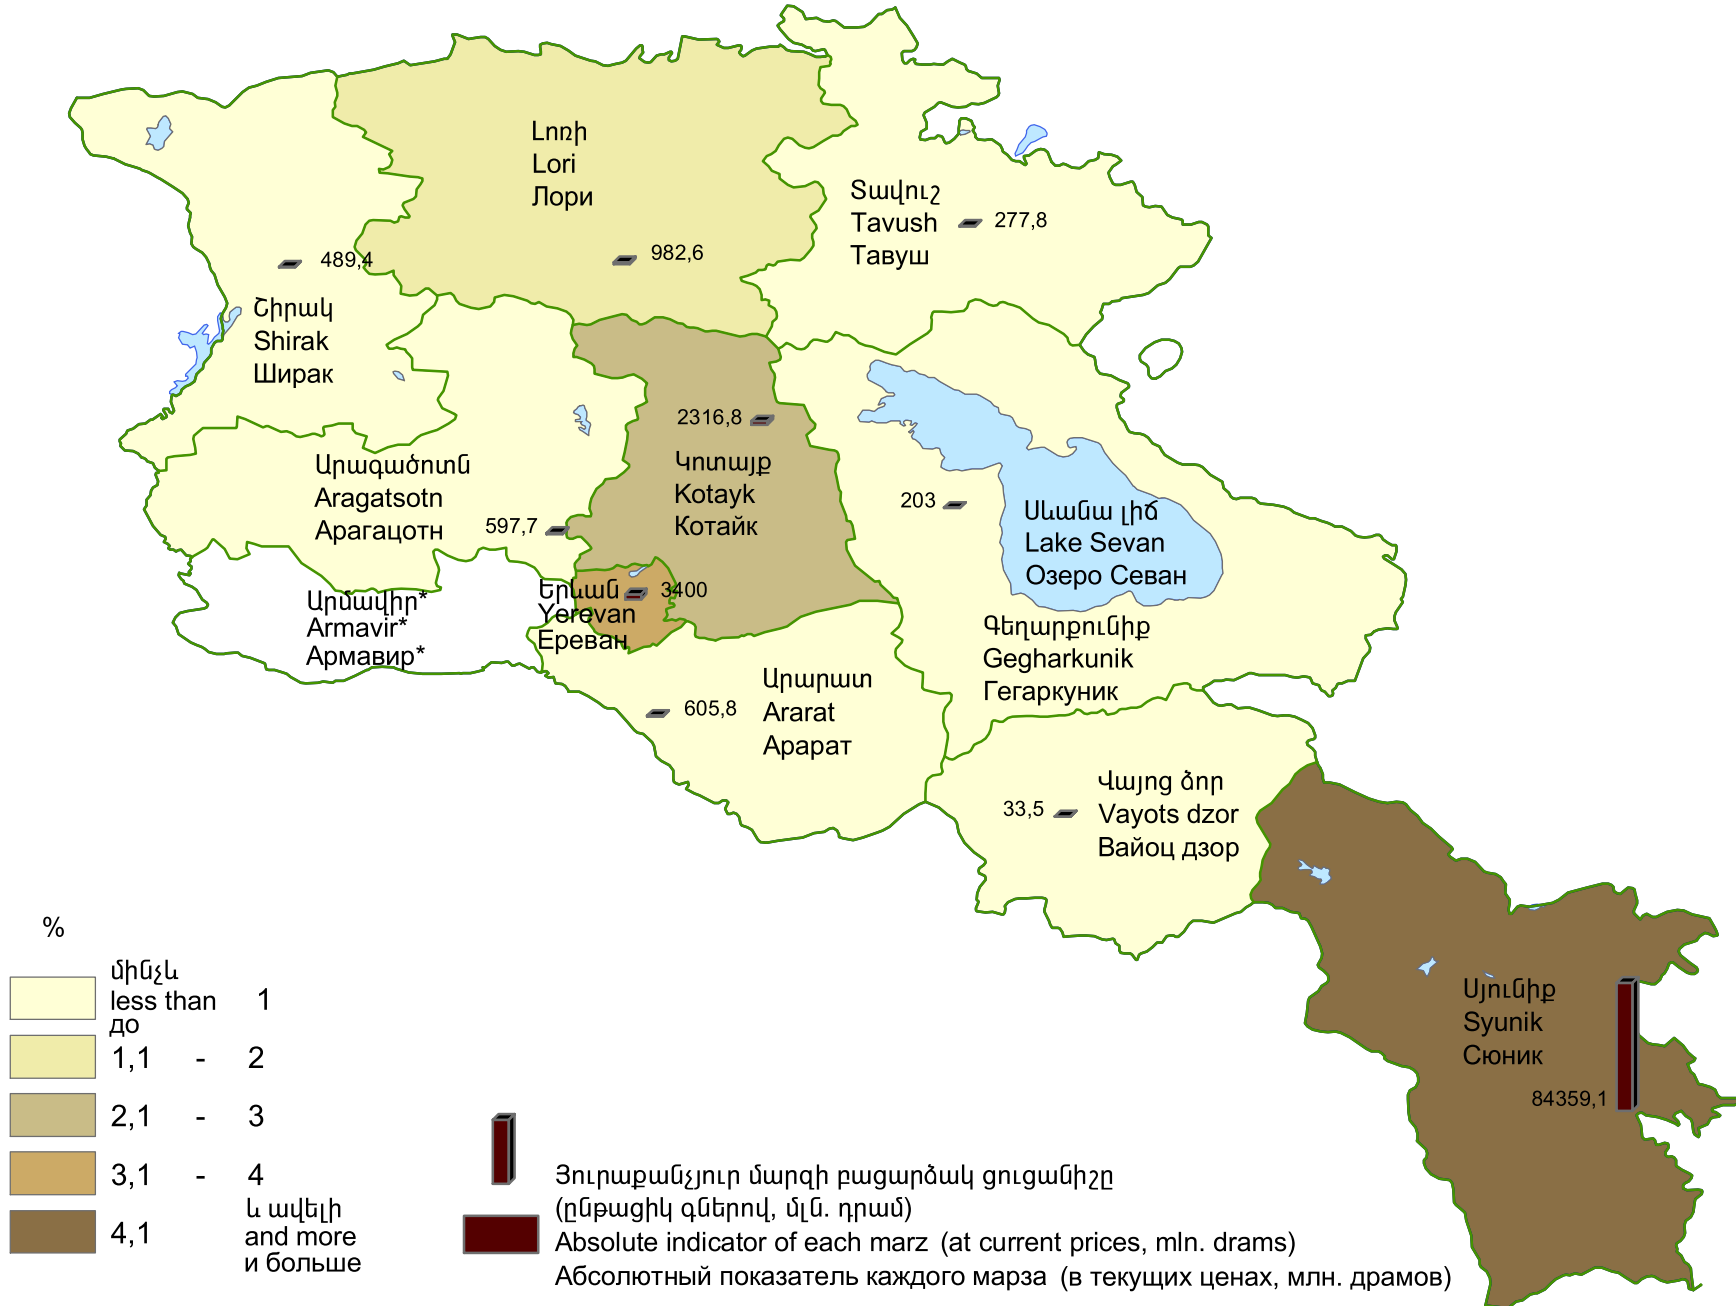 Լոռի
Lori
Лори
982,6
Տավուշ
Tavush
Тавуш
277,8
489,4
Շիրակ
Shirak
Ширак
2316,8
Կոտայք
Kotayk
Котайк
Արագածոտն
Aragatsotn
Арагацотн
597,7
203
Սևանա լիճ
Lake Sevan
Озеро Севан
Արմավիր*
Armavir*
Армавир*
Երևան
Yerevan
Ереван
3400
Գեղարքունիք
Gegharkunik
Гегаркуник
605,8
Արարատ
Ararat
Арарат
33,5
Վայոց ձոր
Vayots dzor
Вайоц дзор
Սյունիք
Syunik
Сюник
84359,1
%
մինչև
less than 1
до
1,1 - 2
2,1 - 3
3,1 - 4
4,1 և ավելի
and more
и больше
Յուրաքանչյուր մարզի բացարձակ ցուցանիշը
(ընթացիկ գներով, մլն. դրամ)
Absolute indicator of each marz (at current prices, mln. drams)
Абсолютный показатель каждого марза (в текущих ценах, млн. драмов)